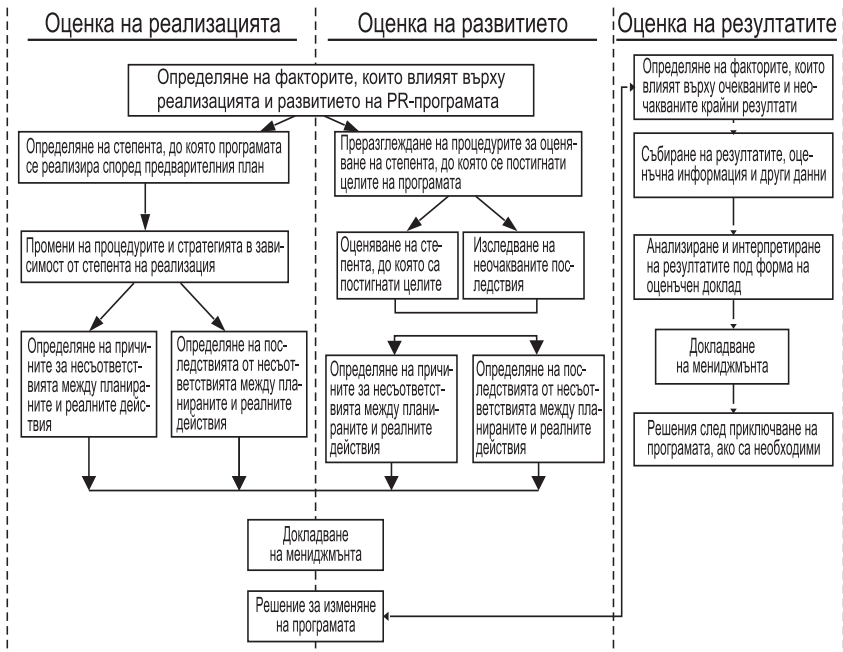 Оценка на реализацията
Оценка на развитието
Оценка на резултатите
Определяне на факторите, които влияят върху
реализацията и развитието на PR-програмата
Определяне на степента, до която програмата
се реализира според предварителния план
Преразглеждане на процедурите за оценя-
ване на степента, до която се постигнати
целите на програмата
Промени на процедурите и стратегията в зави-
симост от степента на реализация
Оценяване на сте-
пента, до която са
постигнати целите
Изследване на
неочакваните пос-
ледствия
Определяне на причи-
ните за несъответст-
вията между планира-
ните и реалните дейст-
вия
Определяне на пос-
ледствията от несъот-
ветствията между пла-
нираните и реалните
действия
Определяне на причи-
ните за несъответст-
вията между плани-
раните и реалните
действия
Определяне на пос-
ледствията от несъот-
ветствията между пла-
нираните и реалните
действия
Докладване
на мениджмънта
Решение за изменяне
на програмата
Определяне на факторите, които
влияят върху очекваните и нео-
чакваните крайни резултати
Събиране на резултатите, оце-
нъчна информация и други данни
Анализиране и интерпретиране
на резултатите под форма на
оценъчен доклад
Докладване
на мениджмънта
Решения след приключване на
програмата, ако са необходими